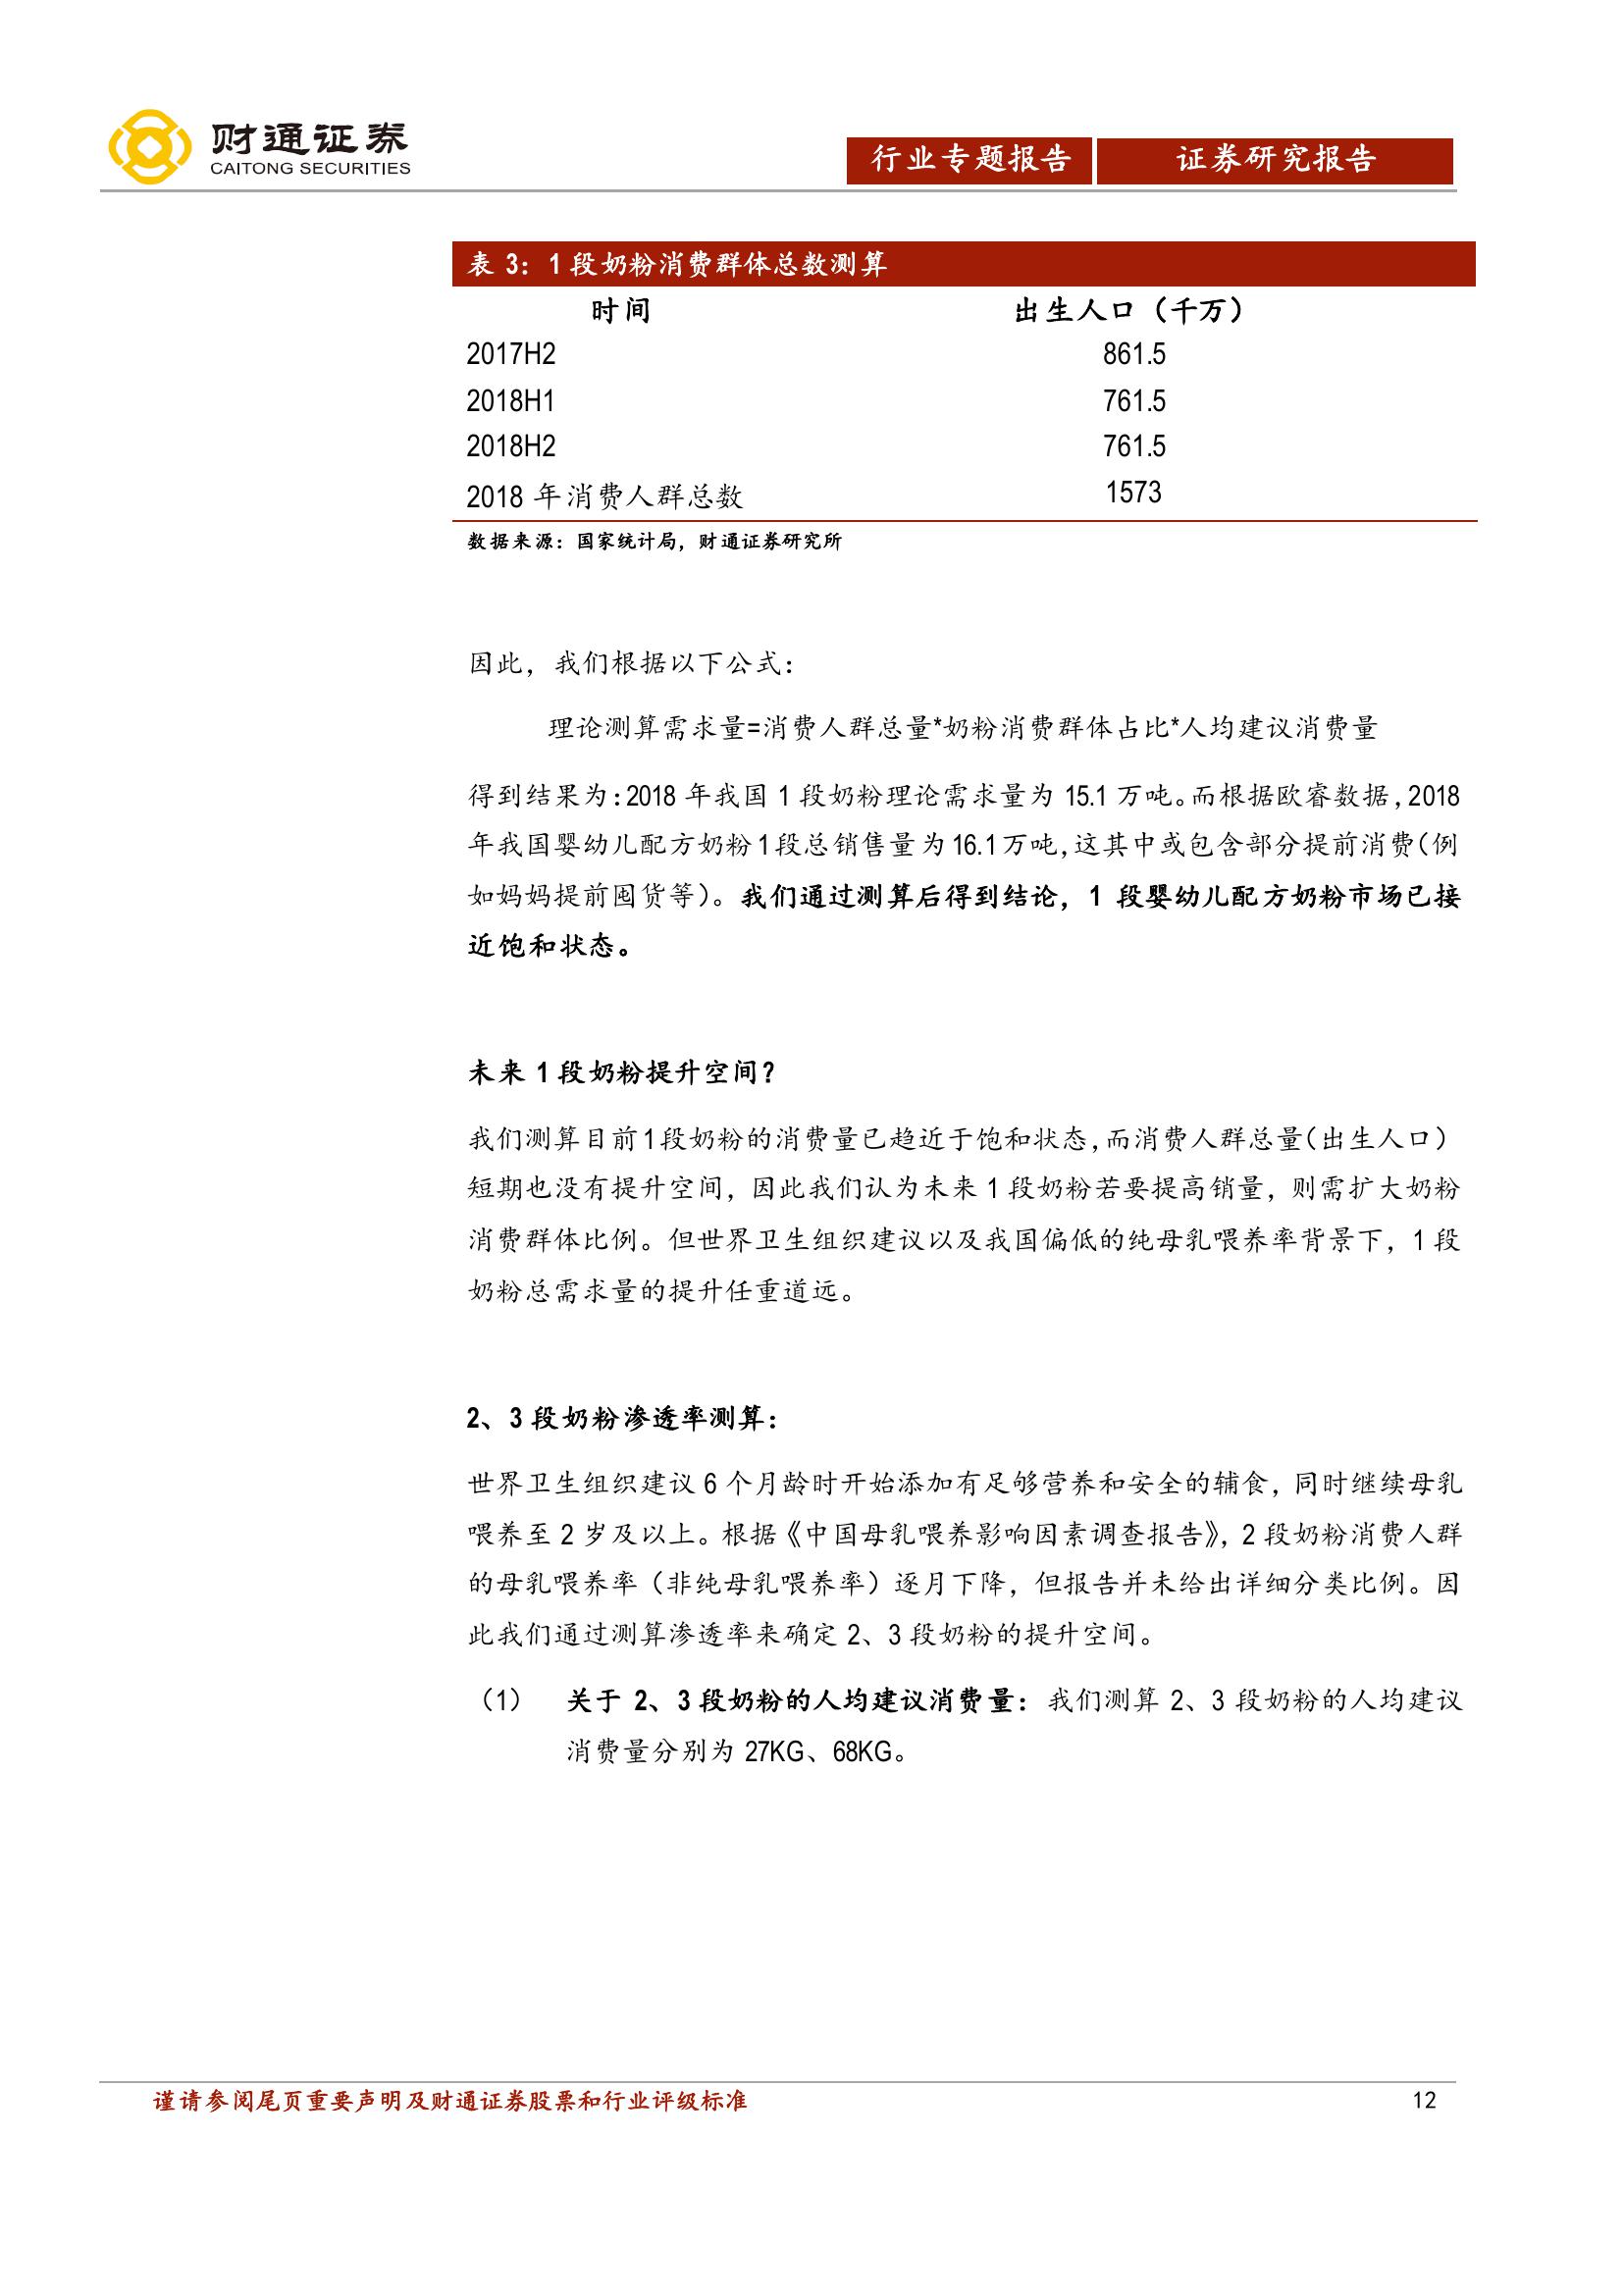 财通证券
CAITONG SECURITIES
行业专题报告 证券研究报告
表 3：1 段奶粉消费群体总数测算
时间 出生人口（千万）
2017H2 861.5
2018H1 761.5
2018H2 761.5
2018 年消费人群总数 1573
数据来源：国家统计局，财通证券研究所
因此，我们根据以下公式：
理论测算需求量=消费人群总量*奶粉消费群体占比*人均建议消费量
得到结果为：2018 年我国 1 段奶粉理论需求量为 15.1 万吨。而根据欧睿数据，2018
年我国婴幼儿配方奶粉 1 段总销售量为 16.1 万吨，这其中或包含部分提前消费（例
如妈妈提前囤货等）。我们通过测算后得到结论，1 段婴幼儿配方奶粉市场已接
近饱和状态。
未来 1 段奶粉提升空间？
我们测算目前 1 段奶粉的消费量已趋近于饱和状态，而消费人群总量（出生人口）
短期也没有提升空间，因此我们认为未来 1 段奶粉若要提高销量，则需扩大奶粉
消费群体比例。但世界卫生组织建议以及我国偏低的纯母乳喂养率背景下，1 段
奶粉总需求量的提升任重道远。
2、3 段奶粉渗透率测算：
世界卫生组织建议 6 个月龄时开始添加有足够营养和安全的辅食，同时继续母乳
喂养至 2 岁及以上。根据《中国母乳喂养影响因素调查报告》，2 段奶粉消费人群
的母乳喂养率（非纯母乳喂养率）逐月下降，但报告并未给出详细分类比例。因
此我们通过测算渗透率来确定 2、3 段奶粉的提升空间。
（1） 关于 2、3 段奶粉的人均建议消费量：我们测算 2、3 段奶粉的人均建议
消费量分别为 27KG、68KG。
谨请参阅尾页重要声明及财通证券股票和行业评级标准 12